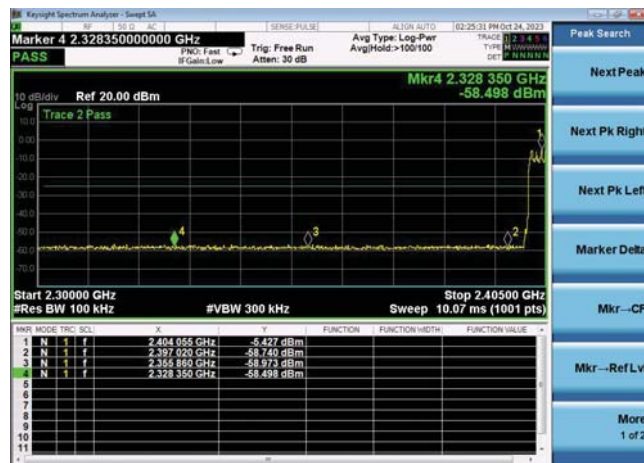 Keysight Spectrum Analyzer - Swept SA
RF 50 Ω AC SENSE:PULSE ALIGN AUTO 02:25:31 PM Oct 24, 2023
Marker 4 2.328350000000 GHz
PNO: Fast
IFGain:Low
Trig: Free Run
Atten: 30 dB
Avg Type: Log-Pwr
Avg|Hold:>100/100
TRACE 1 2 3 4 5 6
TYPE
DET P N N N N N
PASS
Mkr4 2.328 350 GHz
-58.498 dBm
10 dB/div Ref 20.00 dBm
Log
Trace 2 Pass
10.0
0.00
-10.0
-20.0
-30.0
-40.0
-50.0
-60.0
-70.0
1
4
3
2
Start 2.30000 GHz
Stop 2.40500 GHz
#Res BW 100 kHz
#VBW 300 kHz
Sweep 10.07 ms (1001 pts)
MKR MODE TRC SCL X Y FUNCTION FUNCTION WIDTH FUNCTION VALUE
1 N 1 f 2.404 055 GHz -5.427 dBm
2 N 1 f 2.397 020 GHz -58.740 dBm
3 N 1 f 2.355 860 GHz -58.973 dBm
4 N 1 f 2.328 350 GHz -58.498 dBm
5
6
7
8
9
10
11
Peak Search
Next Peak
Next Pk Right
Next Pk Left
Marker Delta
Mkr→CF
Mkr→Ref Lvl
More
1 of 2